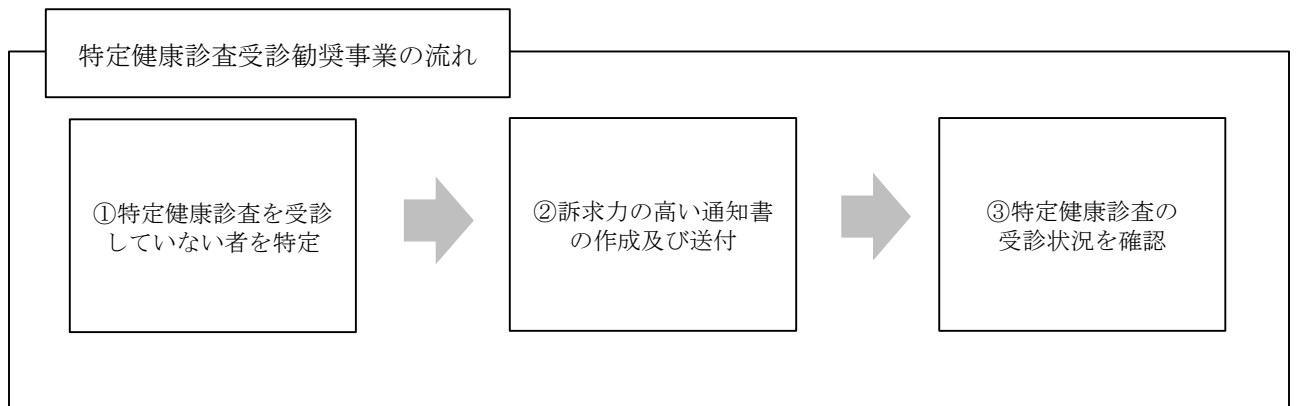 特定健康診査受診勧奨事業の流れ
①特定健康診査を受診
していない者を特定
②訴求力の高い通知書
の作成及び送付
③特定健康診査の
受診状況を確認